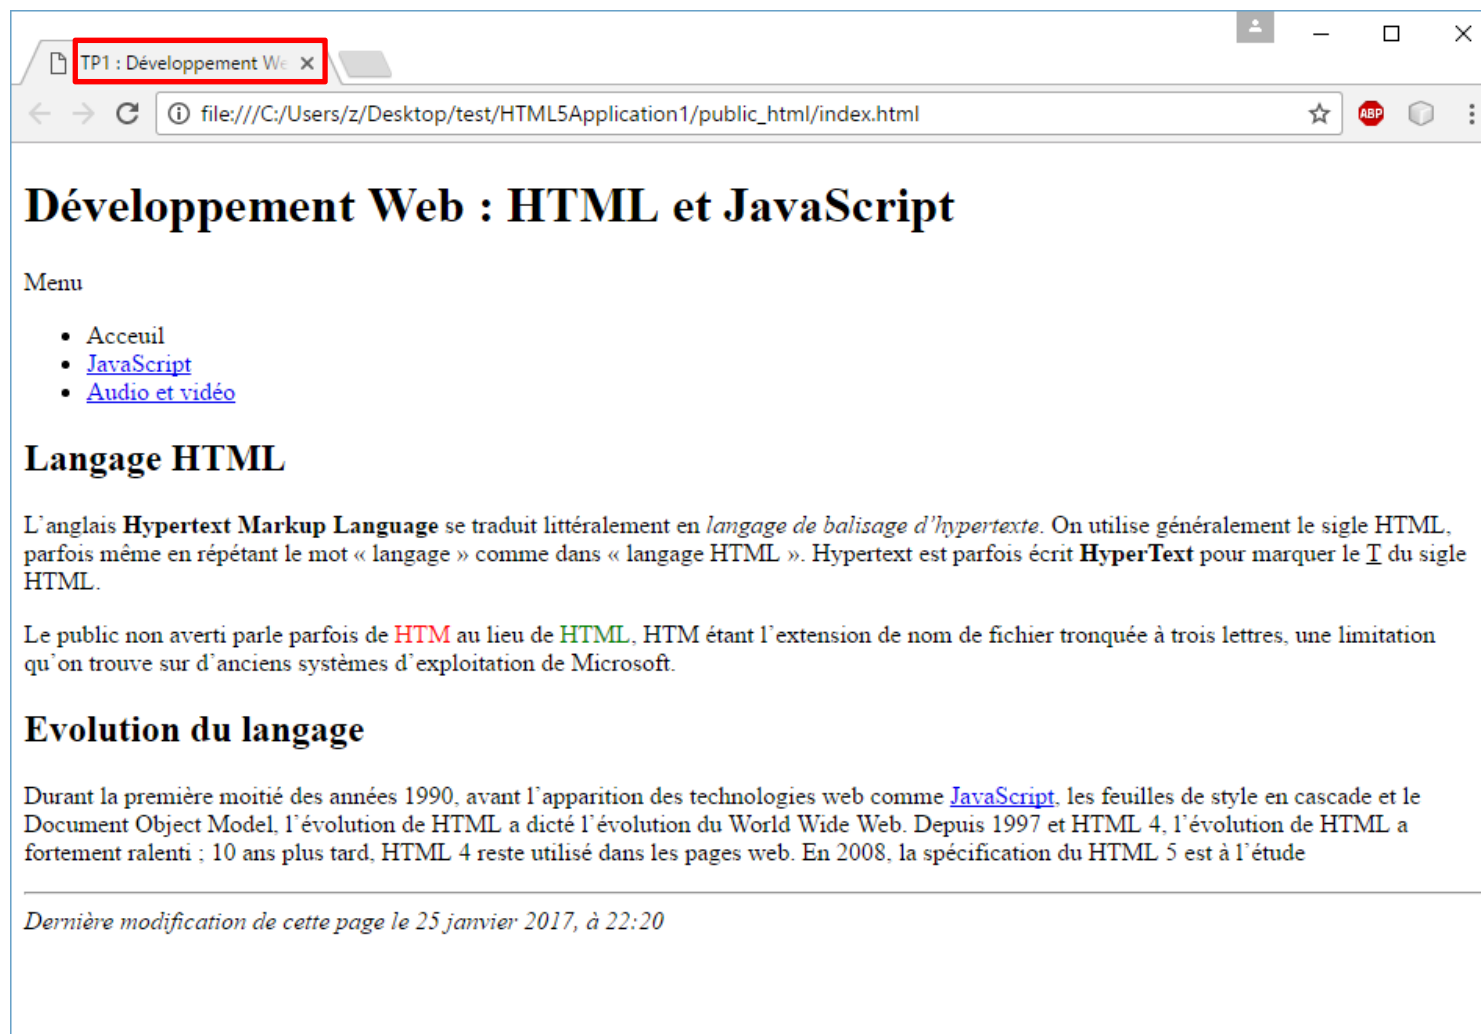 TP1 : Développement We
file:///C:/Users/z/Desktop/test/HTML5Application1/public_html/index.html
ABP
Développement Web : HTML et JavaScript
Menu
• Acceuil
• JavaScript
• Audio et vidéo
Langage HTML
L’anglais Hypertext Markup Language se traduit littéralement en langage de balisage d’hypertexte. On utilise généralement le sigle HTML,
parfois même en répétant le mot « langage » comme dans « langage HTML ». Hypertext est parfois écrit HyperText pour marquer le T du sigle
HTML.
Le public non averti parle parfois de HTM au lieu de HTML, HTM étant l’extension de nom de fichier tronquée à trois lettres, une limitation
qu’on trouve sur d’anciens systèmes d’exploitation de Microsoft.
Evolution du langage
Durant la première moitié des années 1990, avant l’apparition des technologies web comme JavaScript, les feuilles de style en cascade et le
Document Object Model, l’évolution de HTML a dicté l’évolution du World Wide Web. Depuis 1997 et HTML 4, l’évolution de HTML a
fortement ralenti ; 10 ans plus tard, HTML 4 reste utilisé dans les pages web. En 2008, la spécification du HTML 5 est à l’étude
Dernière modification de cette page le 25 janvier 2017, à 22:20